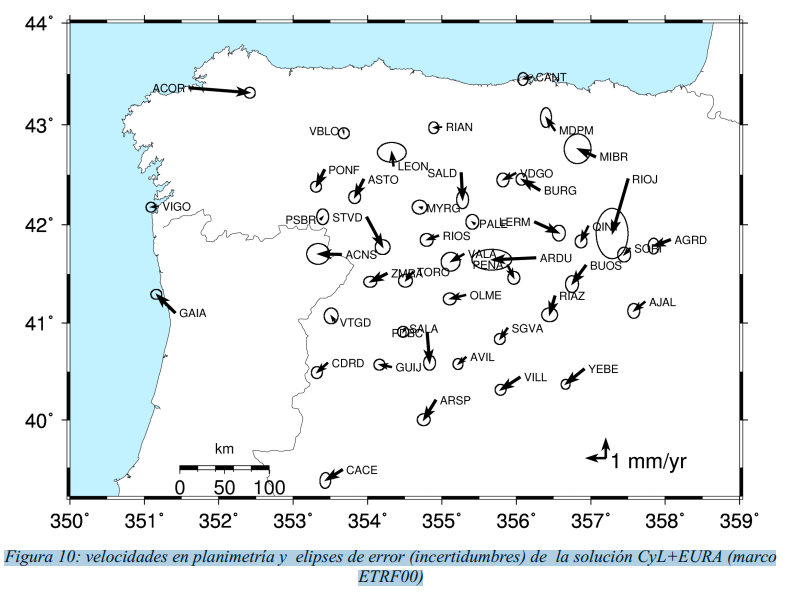 44°
ACOR
CANT
43°
VBLO
RIAN
MDPM
MIBR
LEON
PONF
ASTO
SALD
VDGO
BURG
RIOJ
VIGO
42°
PSBR
STVD
MYRG
PALE
LERM
QIN
RIOS
SORI
AGRD
ACNS
VALA
ARDU
PENA
ZMRA
TORO
BUOS
OLME
RIAZ
AJAL
GAIA
41°
VTGD
SALA
SGVA
CDRD
GUIJ
AVIL
VILL
YEBE
40°
ARSP
km
0 50 100
CACE
1 mm/yr
350° 351° 352° 353° 354° 355° 356° 357° 358° 359°
Figura 10: velocidades en planimetría y elipses de error (incertidumbres) de la solución CyL+EURA (marco
ETRF00)